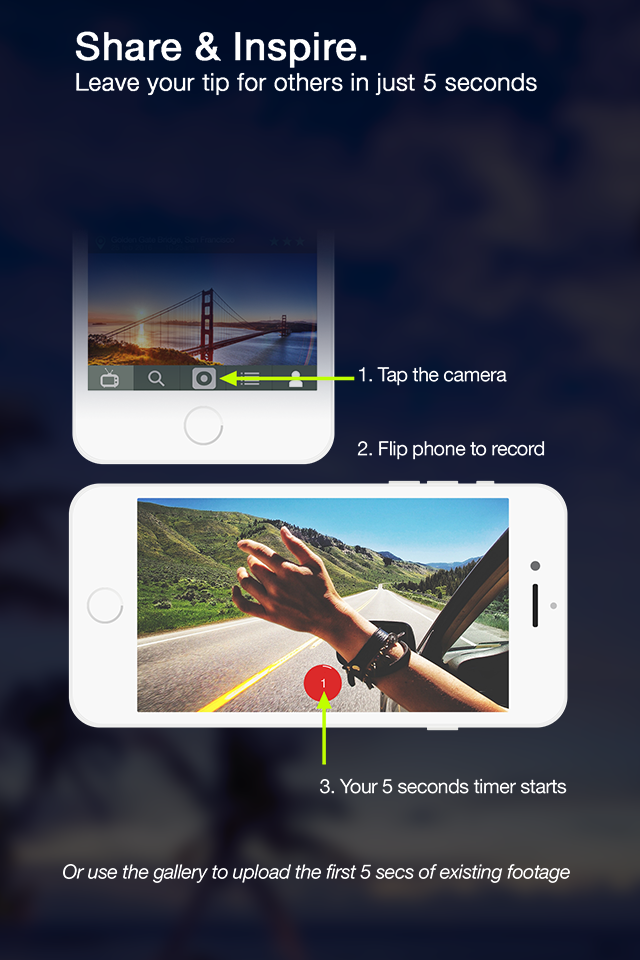 Share & Inspire.
Leave your tip for others in just 5 seconds
1. Tap the camera
2. Flip phone to record
1
3. Your 5 seconds timer starts
Or use the gallery to upload the first 5 secs of existing footage